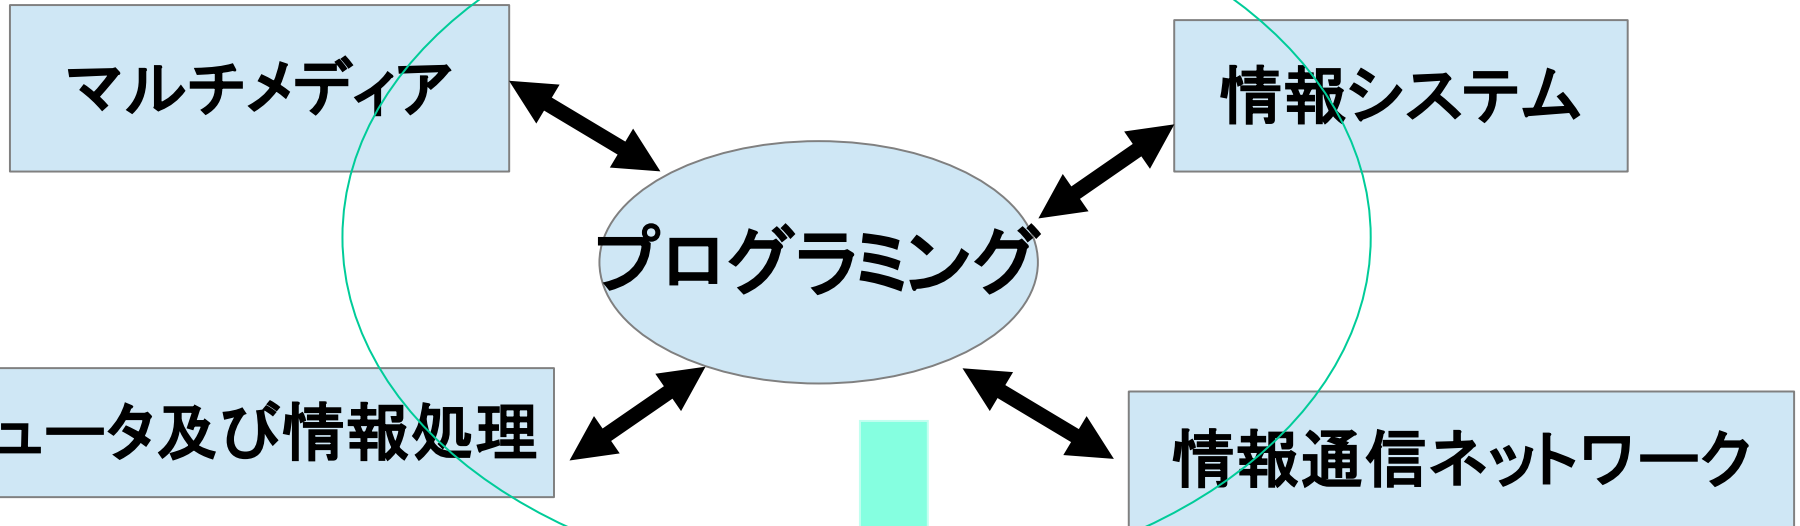 マルチメディア
情報システム
プログラミング
ュータ及び情報処理
情報通信ネットワーク